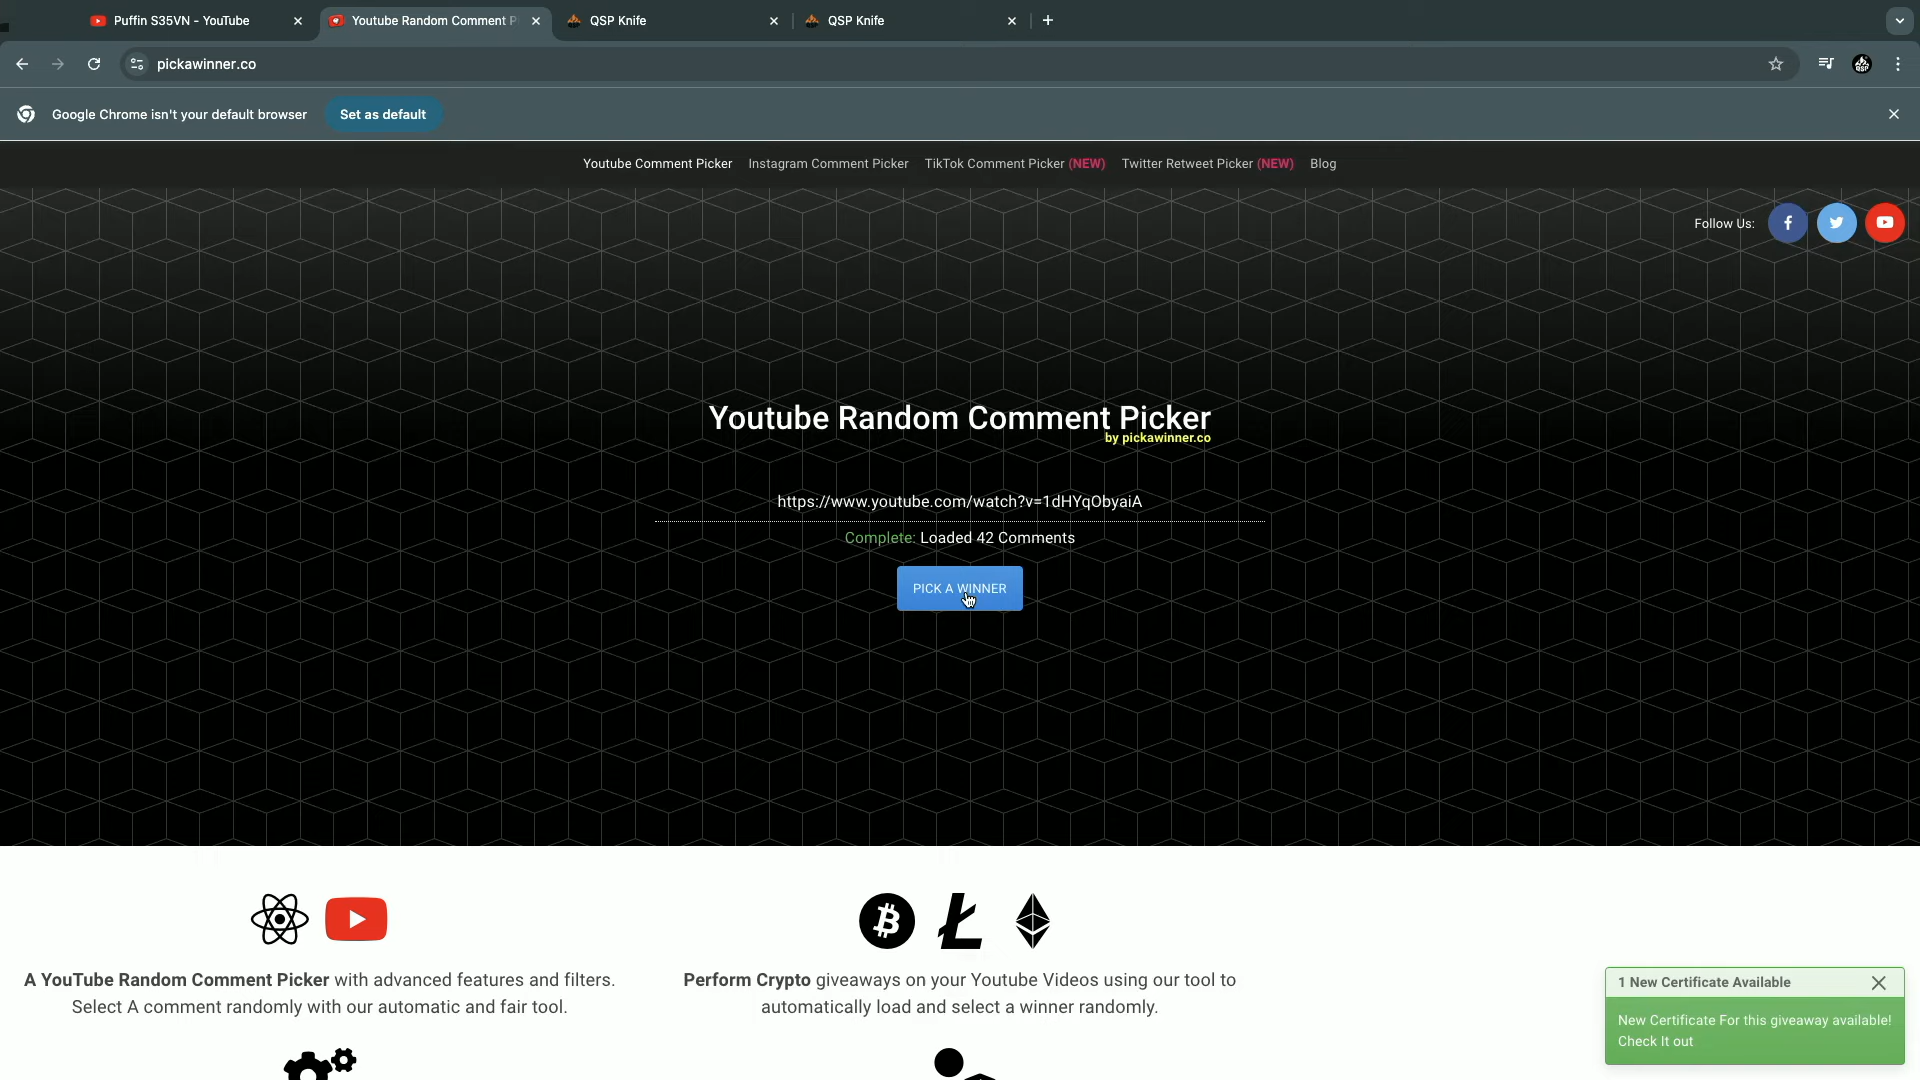 Puffin S35VN - YouTube
Youtube Random Comment P
QSP Knife
QSP Knife
pickawinner.co
Google Chrome isn't your default browser
Set as default
Youtube Comment Picker
Instagram Comment Picker
TikTok Comment Picker (NEW)
Twitter Retweet Picker (NEW)
Blog
Follow Us:
Youtube Random Comment Picker
by pickawinner.co
https://www.youtube.com/watch?v=1dHYqObyaiA
Complete: Loaded 42 Comments
PICK A WINNER
A YouTube Random Comment Picker with advanced features and filters.
Select A comment randomly with our automatic and fair tool.
Perform Crypto giveaways on your Youtube Videos using our tool to
automatically load and select a winner randomly.
1 New Certificate Available
New Certificate For this giveaway available!
Check It out